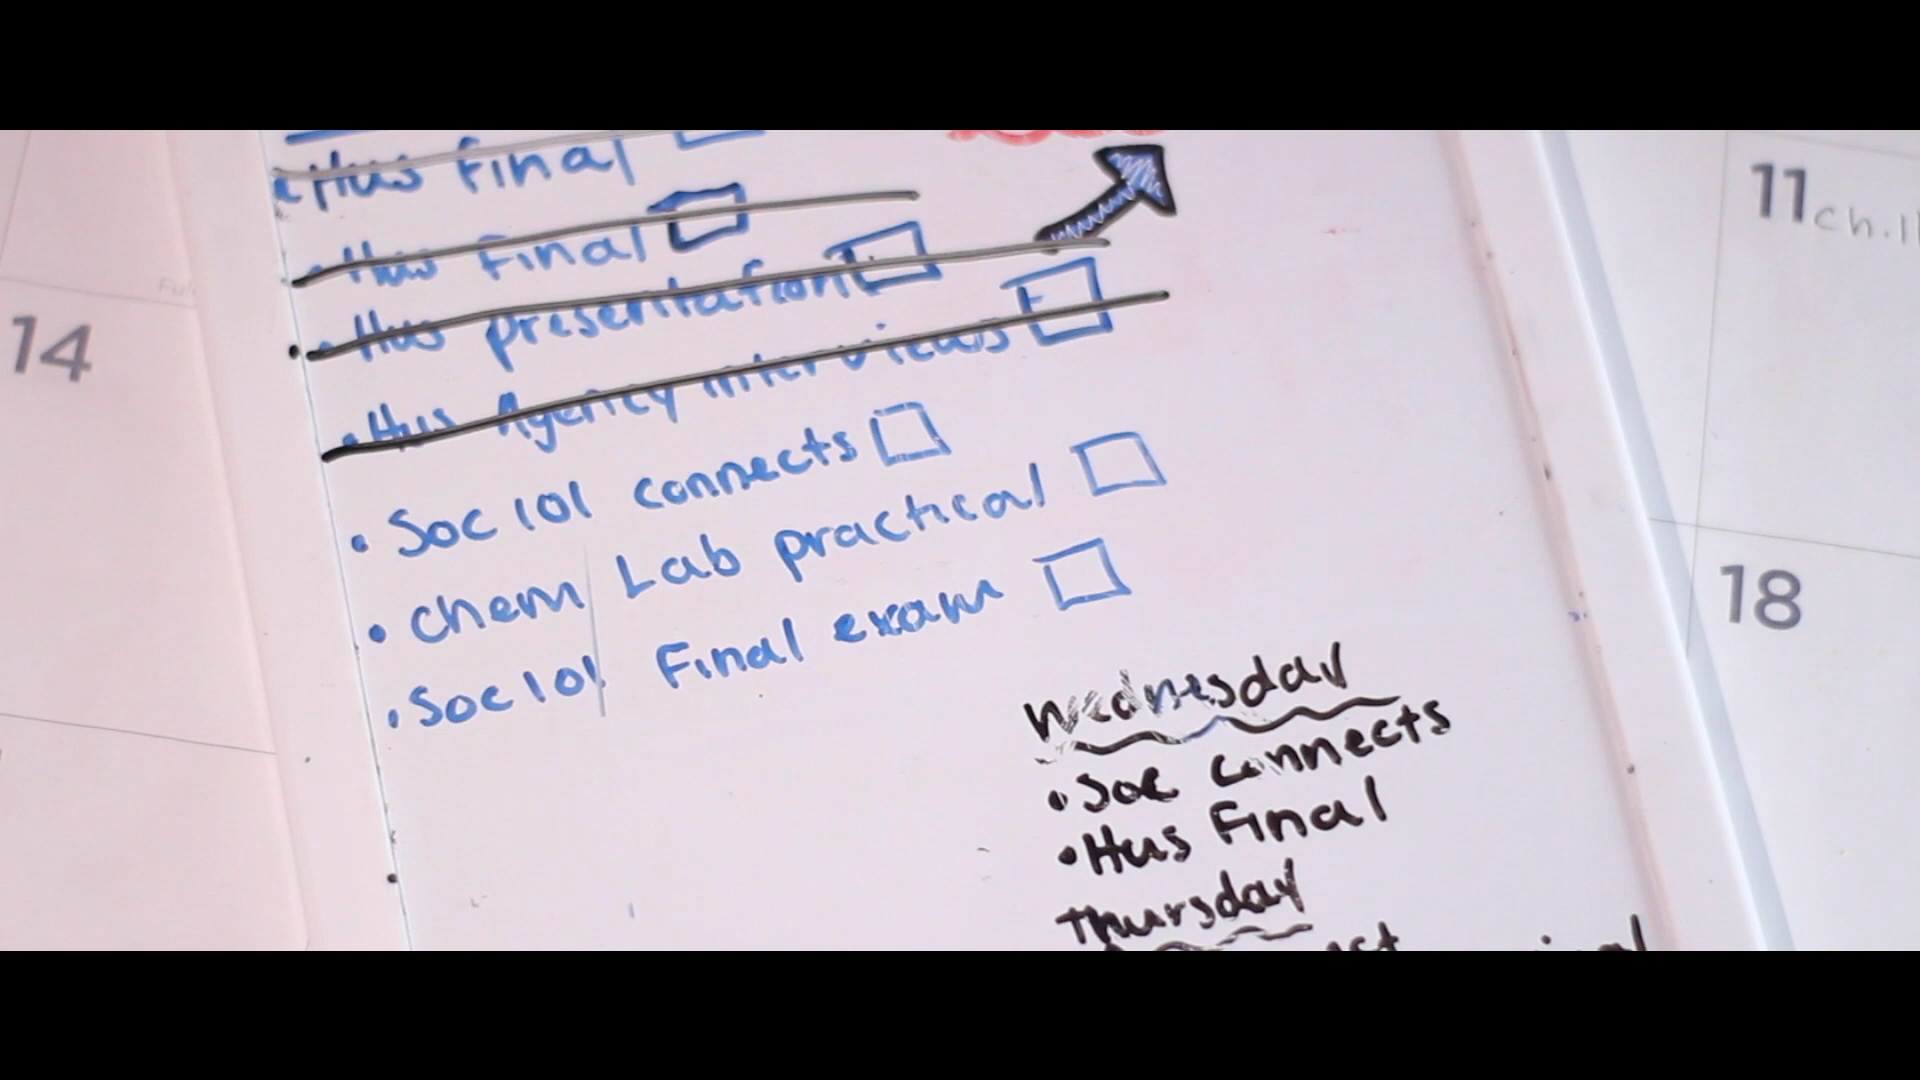 • Hus Final
• Hus Final
• Hus presentation
• Hus Agency interviews
• Soc 101 connects
• chem Lab practical
• Soc 101 Final exam
Wednesday
• Soc connects
• Hus Final
Thursday
14
11
18